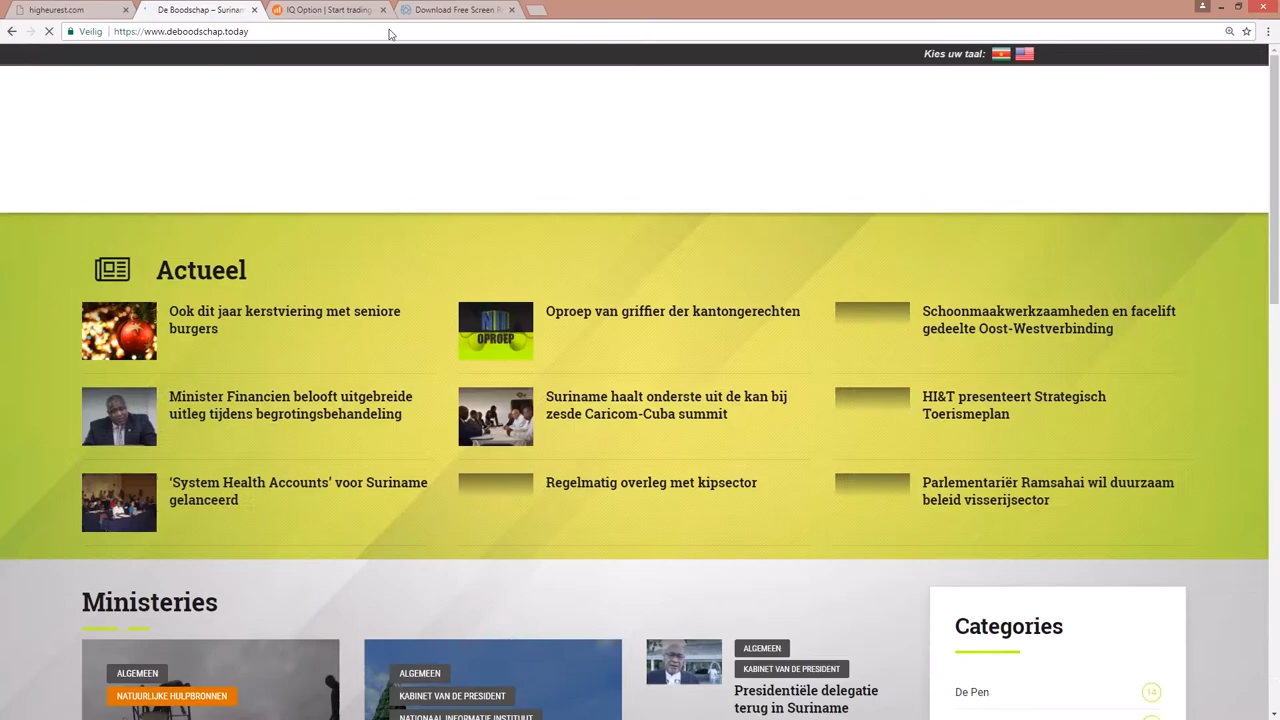 higheurest.com
De Boodschap – Surinam
IQ Option | Start trading
Download Free Screen R
Veilig
https://www.deboodschap.today
Kies uw taal:
Actueel
Ook dit jaar kerstviering met seniore
burgers
Oproep van griffier der kantongerechten
OPROEP
Schoonmaakwerkzaamheden en facelift
gedeelte Oost-Westverbinding
Minister Financien belooft uitgebreide
uitleg tijdens begrotingsbehandeling
Suriname haalt onderste uit de kan bij
zesde Caricom-Cuba summit
HI&T presenteert Strategisch
Toerismeplan
‘System Health Accounts’ voor Suriname
gelanceerd
Regelmatig overleg met kipsector
Parlementariër Ramsahai wil duurzaam
beleid visserijsector
Ministeries
ALGEMEEN
NATUURLIJKE HULPBRONNEN
ALGEMEEN
KABINET VAN DE PRESIDENT
NATIONAAL INFORMATIE INSTITUUT
ALGEMEEN
KABINET VAN DE PRESIDENT
Presidentiële delegatie
terug in Suriname
Categories
De Pen
14